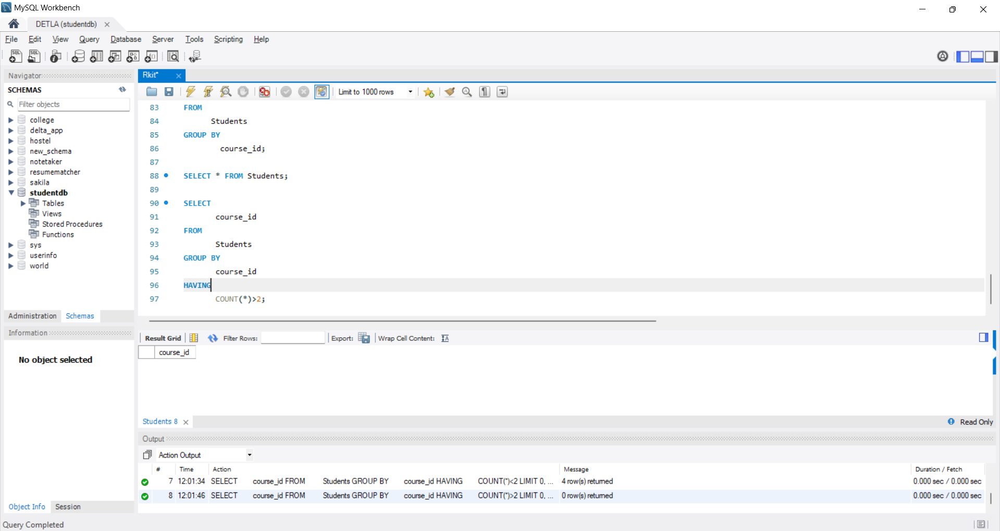 MySQL Workbench
DETLA (studentdb)
File Edit View Query Database Server Tools Scripting Help
Navigator
SCHEMAS
Filter objects
college
delta_app
hostel
new_schema
notetaker
resumematcher
sakila
studentdb
Tables
Views
Stored Procedures
Functions
sys
userinfo
world
Administration Schemas
Information
No object selected
Object Info Session
Rkit*
Limit to 1000 rows
83 FROM
84 Students
85 GROUP BY
86 course_id;
87
88 SELECT * FROM Students;
89
90 SELECT
91 course_id
92 FROM
93 Students
94 GROUP BY
95 course_id
96 HAVING
97 COUNT(*)>2;
Result Grid Filter Rows: Export: Wrap Cell Content:
course_id
Students 8 Read Only
Output
Action Output
# Time Action Message Duration / Fetch
7 12:01:34 SELECT course_id FROM Students GROUP BY course_id HAVING COUNT(*)<2 LIMIT 0, ... 4 row(s) returned 0.000 sec / 0.000 sec
8 12:01:46 SELECT course_id FROM Students GROUP BY course_id HAVING COUNT(*)>2 LIMIT 0, ... 0 row(s) returned 0.000 sec / 0.000 sec
Query Completed